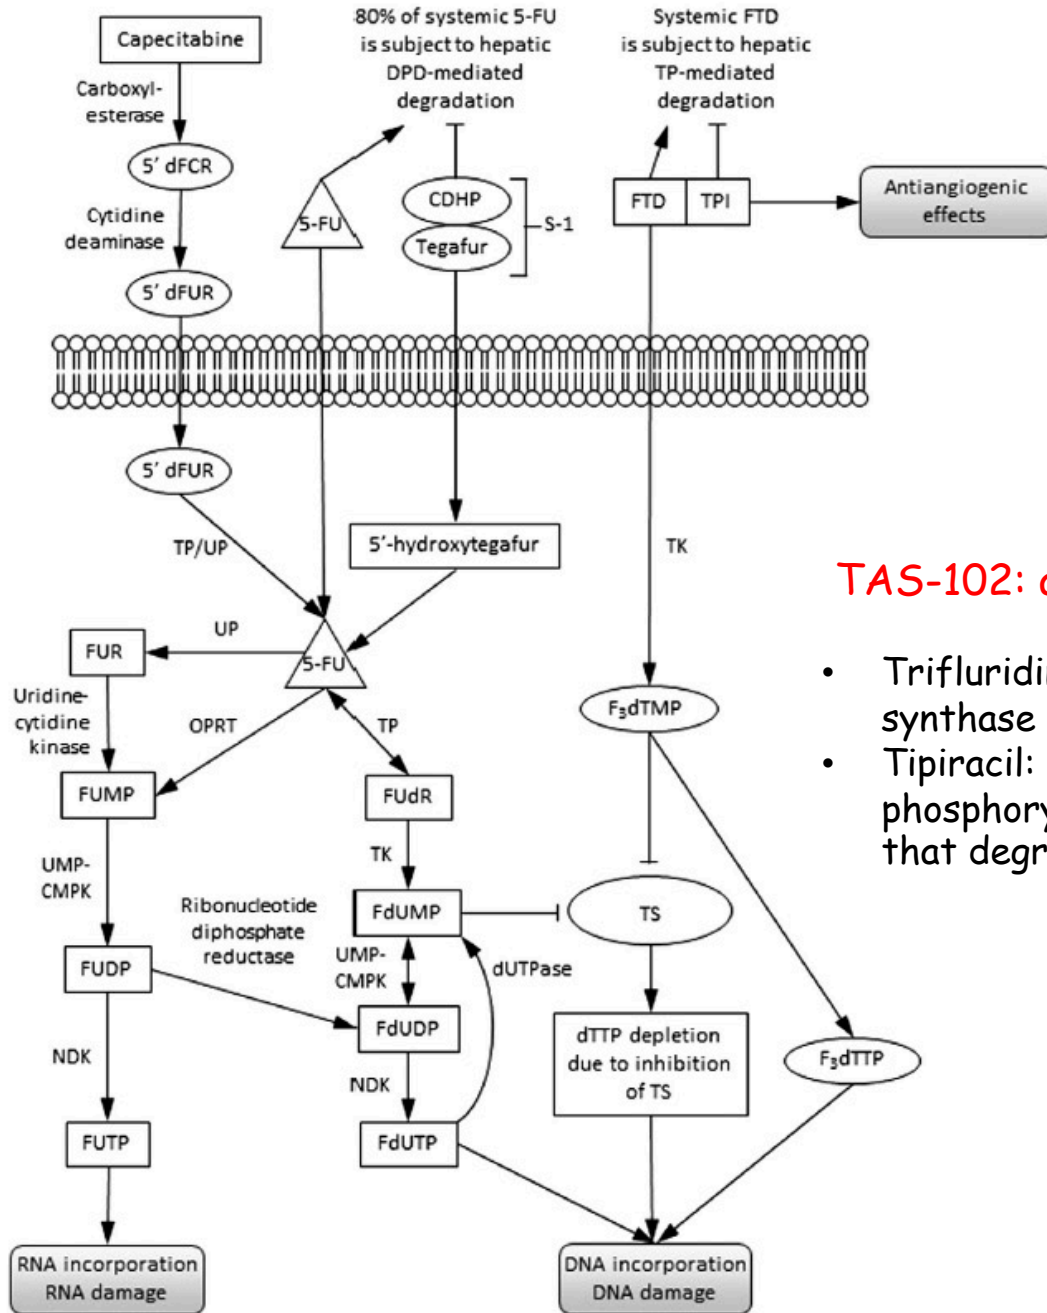 Capecitabine
Carboxyl-
esterase
5' dFCR
Cytidine
deaminase
5' dFUR
80% of systemic 5-FU
is subject to hepatic
DPD-mediated
degradation
5-FU
CDHP
Tegafur
S-1
Systemic FTD
is subject to hepatic
TP-mediated
degradation
FTD
TPI
Antiangiogenic
effects
5' dFUR
TP/UP
5'-hydroxytegafur
TK
UP
FUR
5-FU
Uridine-
cytidine
kinase
OPRT
TP
F₃dTMP
FUMP
FUdR
TK
UMP-
CMPK
Ribonucleotide
diphosphate
reductase
FdUMP
TS
FUDP
UMP-
CMPK
dUTPase
FdUDP
dTTP depletion
due to inhibition
of TS
F₃dTTP
NDK
NDK
FUTP
FdUTP
RNA incorporation
RNA damage
DNA incorporation
DNA damage
TAS-102:
• Trifluridi
synthase
• Tipiracil:
phosphory
that degr